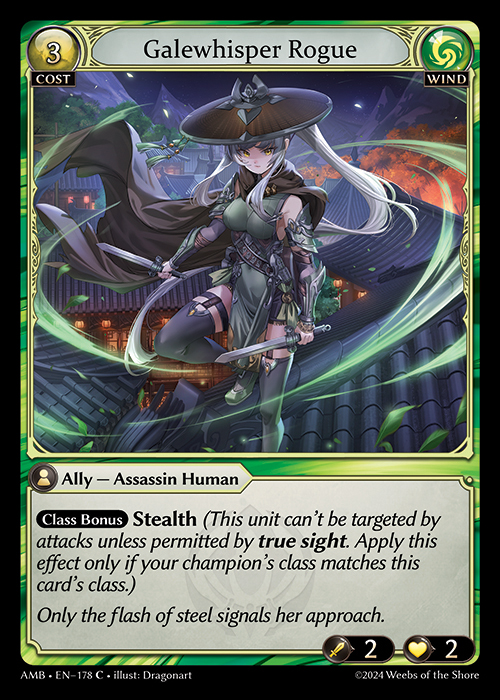 3
COST
Galewhisper Rogue
WIND
Ally — Assassin Human
Class Bonus Stealth (This unit can't be targeted by
attacks unless permitted by true sight. Apply this
effect only if your champion's class matches this
card's class.)
Only the flash of steel signals her approach.
2
2
AMB • EN-178 C • illust: Dragonart
©2024 Weebs of the Shore